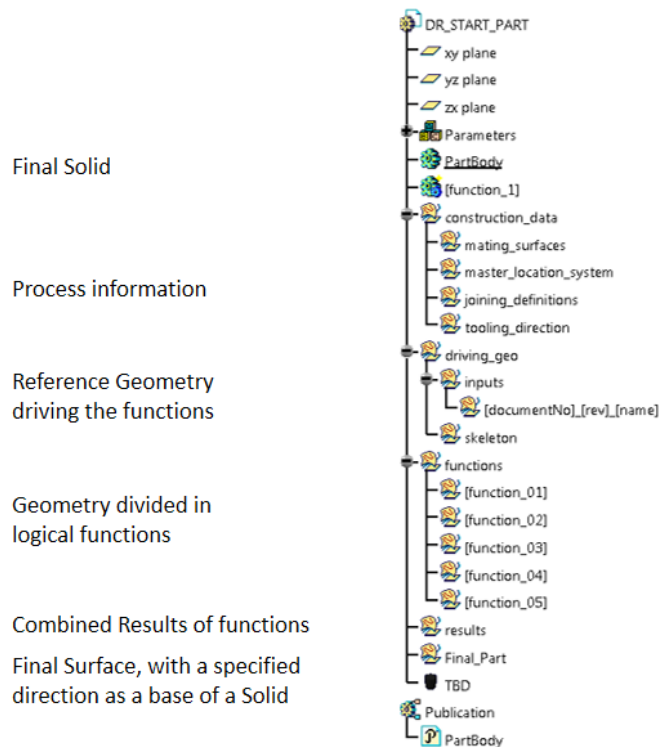 DR_START_PART
xy plane
yz plane
zx plane
Parameters
Final Solid
PartBody
[function_1]
construction_data
mating_surfaces
master_location_system
Process information
joining_definitions
tooling_direction
driving_geo
Reference Geometry
driving the functions
inputs
[documentNo]_[rev]_[name]
skeleton
functions
[function_01]
Geometry divided in
logical functions
[function_02]
[function_03]
[function_04]
[function_05]
Combined Results of functions
results
Final Surface, with a specified
direction as a base of a Solid
Final_Part
TBD
Publication
PartBody